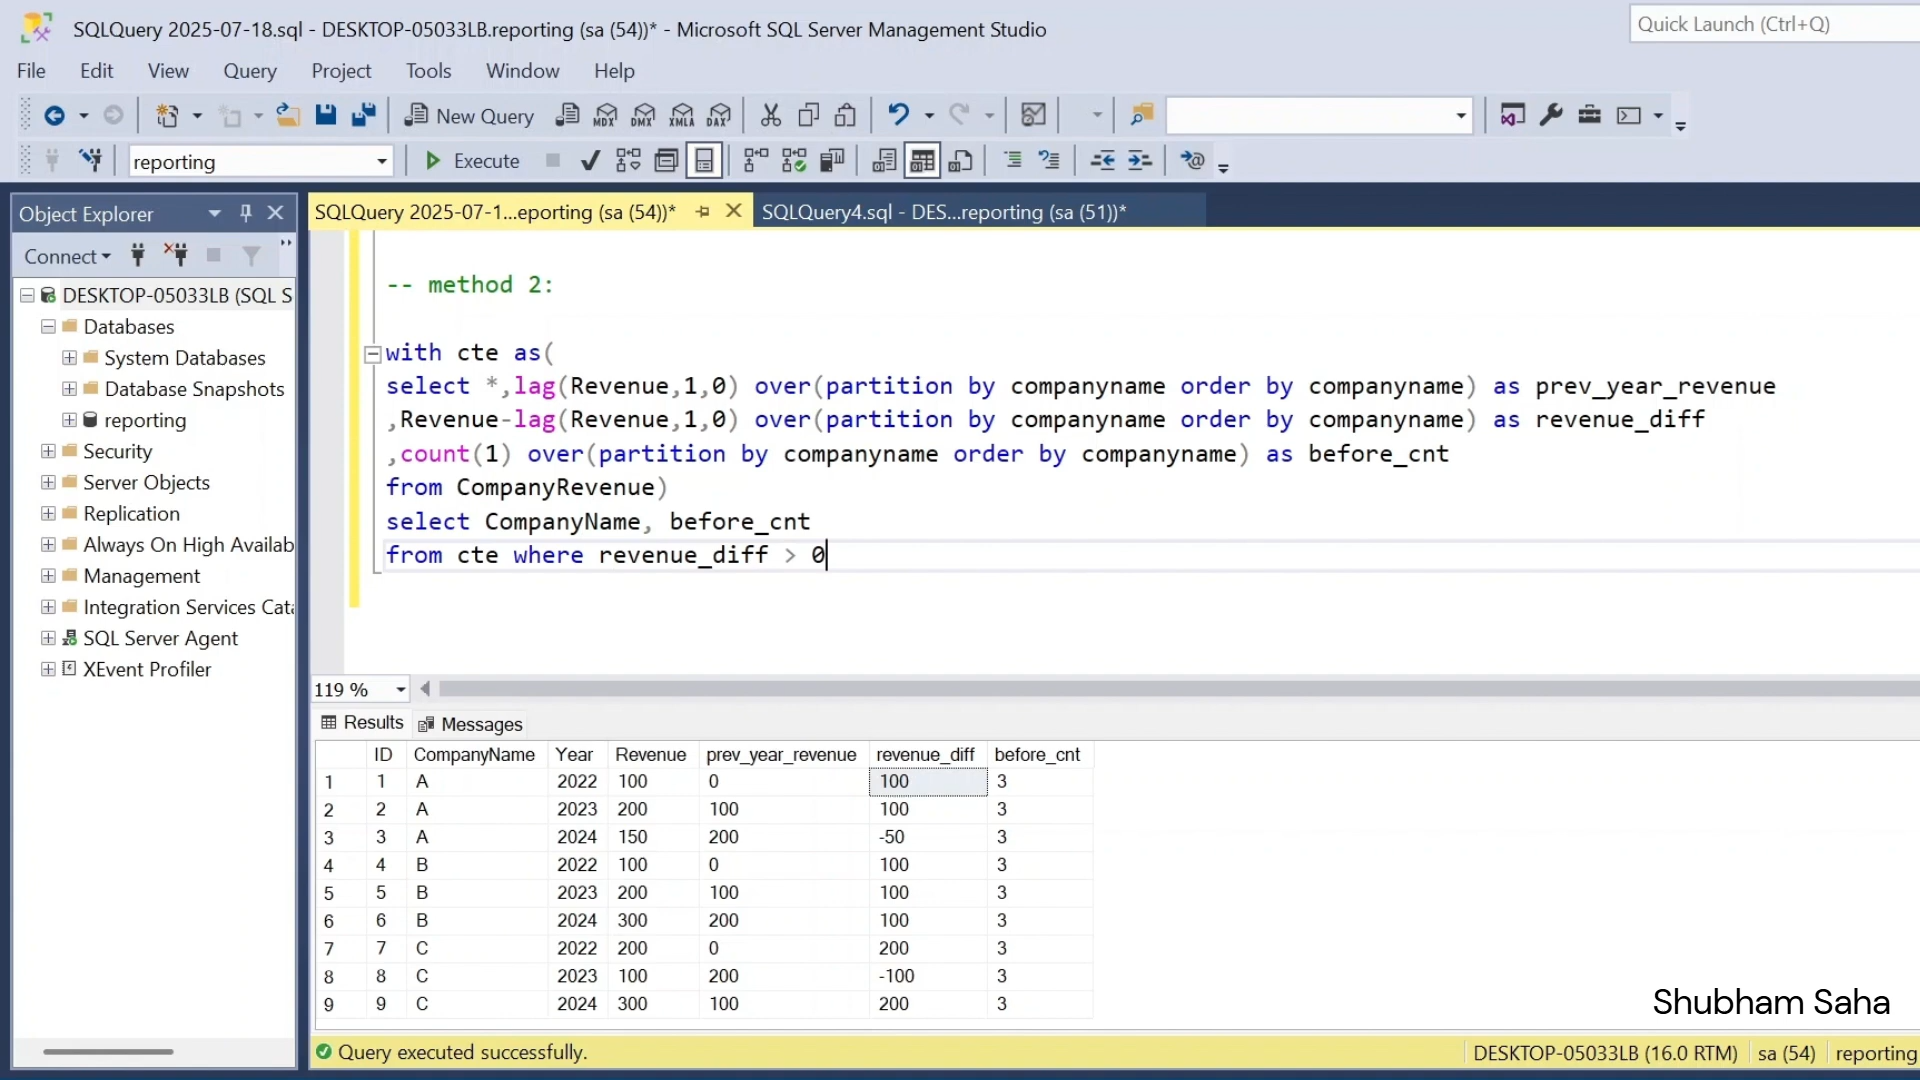 SQLQuery 2025-07-18.sql - DESKTOP-05033LB.reporting (sa (54))* - Microsoft SQL Server Management Studio
Quick Launch (Ctrl+Q)
File Edit View Query Project Tools Window Help
New Query MDX DMX XMLA DAX
reporting Execute
Object Explorer
SQLQuery 2025-07-1...eporting (sa (54))* SQLQuery4.sql - DES...reporting (sa (51))*
Connect
DESKTOP-05033LB (SQL S
Databases
System Databases
Database Snapshots
reporting
Security
Server Objects
Replication
Always On High Availab
Management
Integration Services Cata
SQL Server Agent
XEvent Profiler
-- method 2:
with cte as(
select *,lag(Revenue,1,0) over(partition by companyname order by companyname) as prev_year_revenue
,Revenue-lag(Revenue,1,0) over(partition by companyname order by companyname) as revenue_diff
,count(1) over(partition by companyname order by companyname) as before_cnt
from CompanyRevenue)
select CompanyName, before_cnt
from cte where revenue_diff > 0
119 %
Results Messages
ID CompanyName Year Revenue prev_year_revenue revenue_diff before_cnt
1 1 A 2022 100 0 100 3
2 2 A 2023 200 100 100 3
3 3 A 2024 150 200 -50 3
4 4 B 2022 100 0 100 3
5 5 B 2023 200 100 100 3
6 6 B 2024 300 200 100 3
7 7 C 2022 200 0 200 3
8 8 C 2023 100 200 -100 3
9 9 C 2024 300 100 200 3
Shubham Saha
Query executed successfully. DESKTOP-05033LB (16.0 RTM) sa (54) reporting